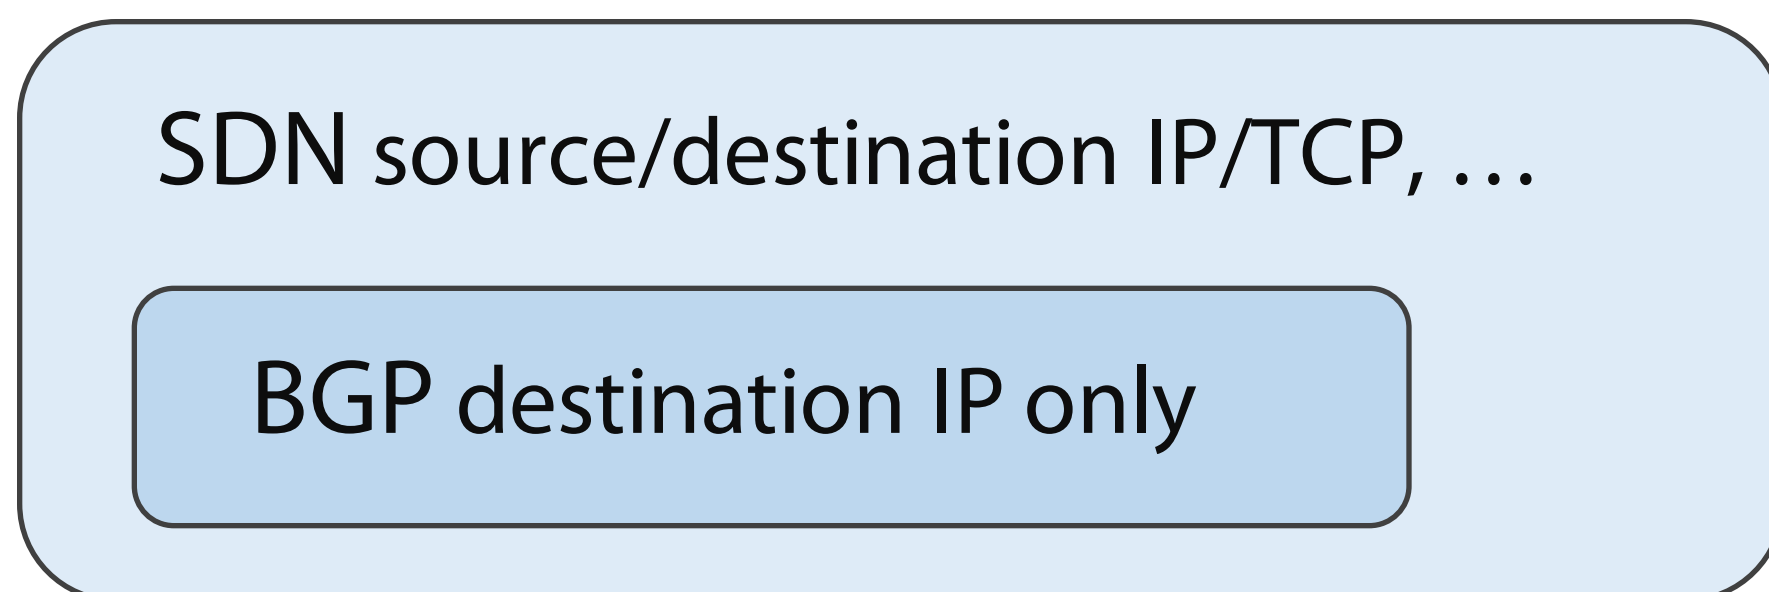 SDN source/destination IP/TCP, …
BGP destination IP only